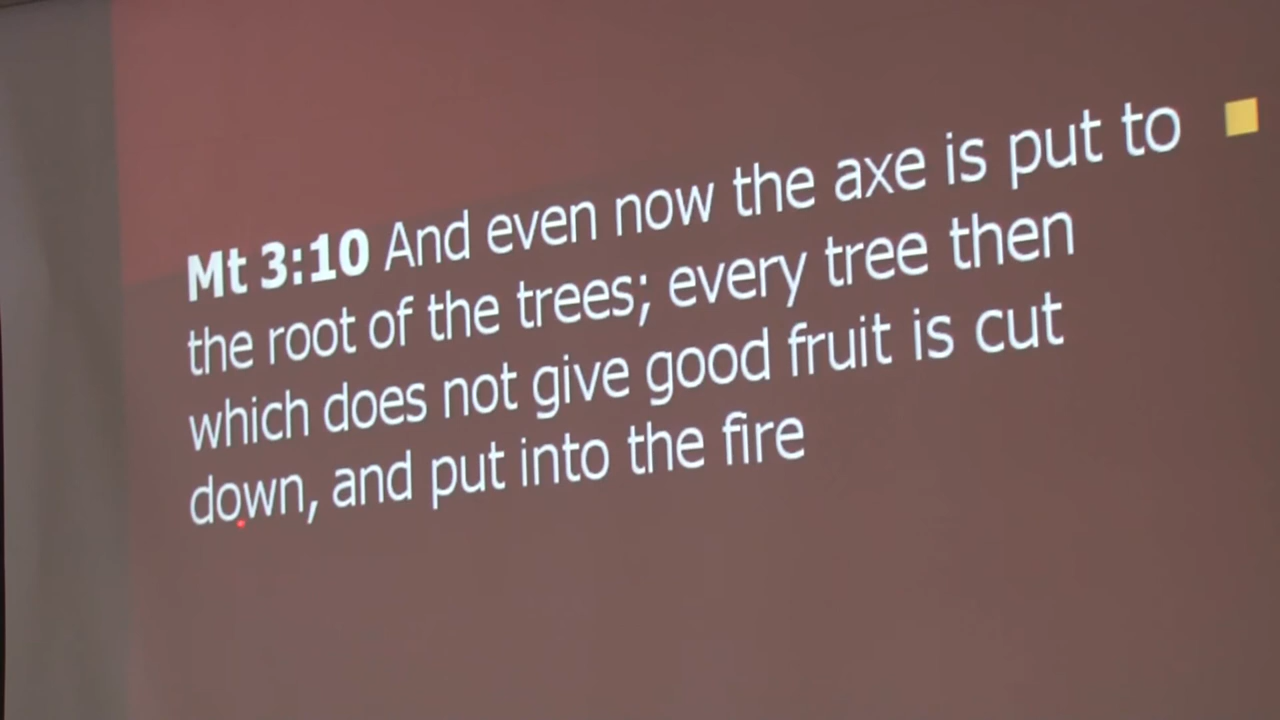 Mt 3:10 And even now the axe is put to
the root of the trees; every tree then
which does not give good fruit is cut
down, and put into the fire